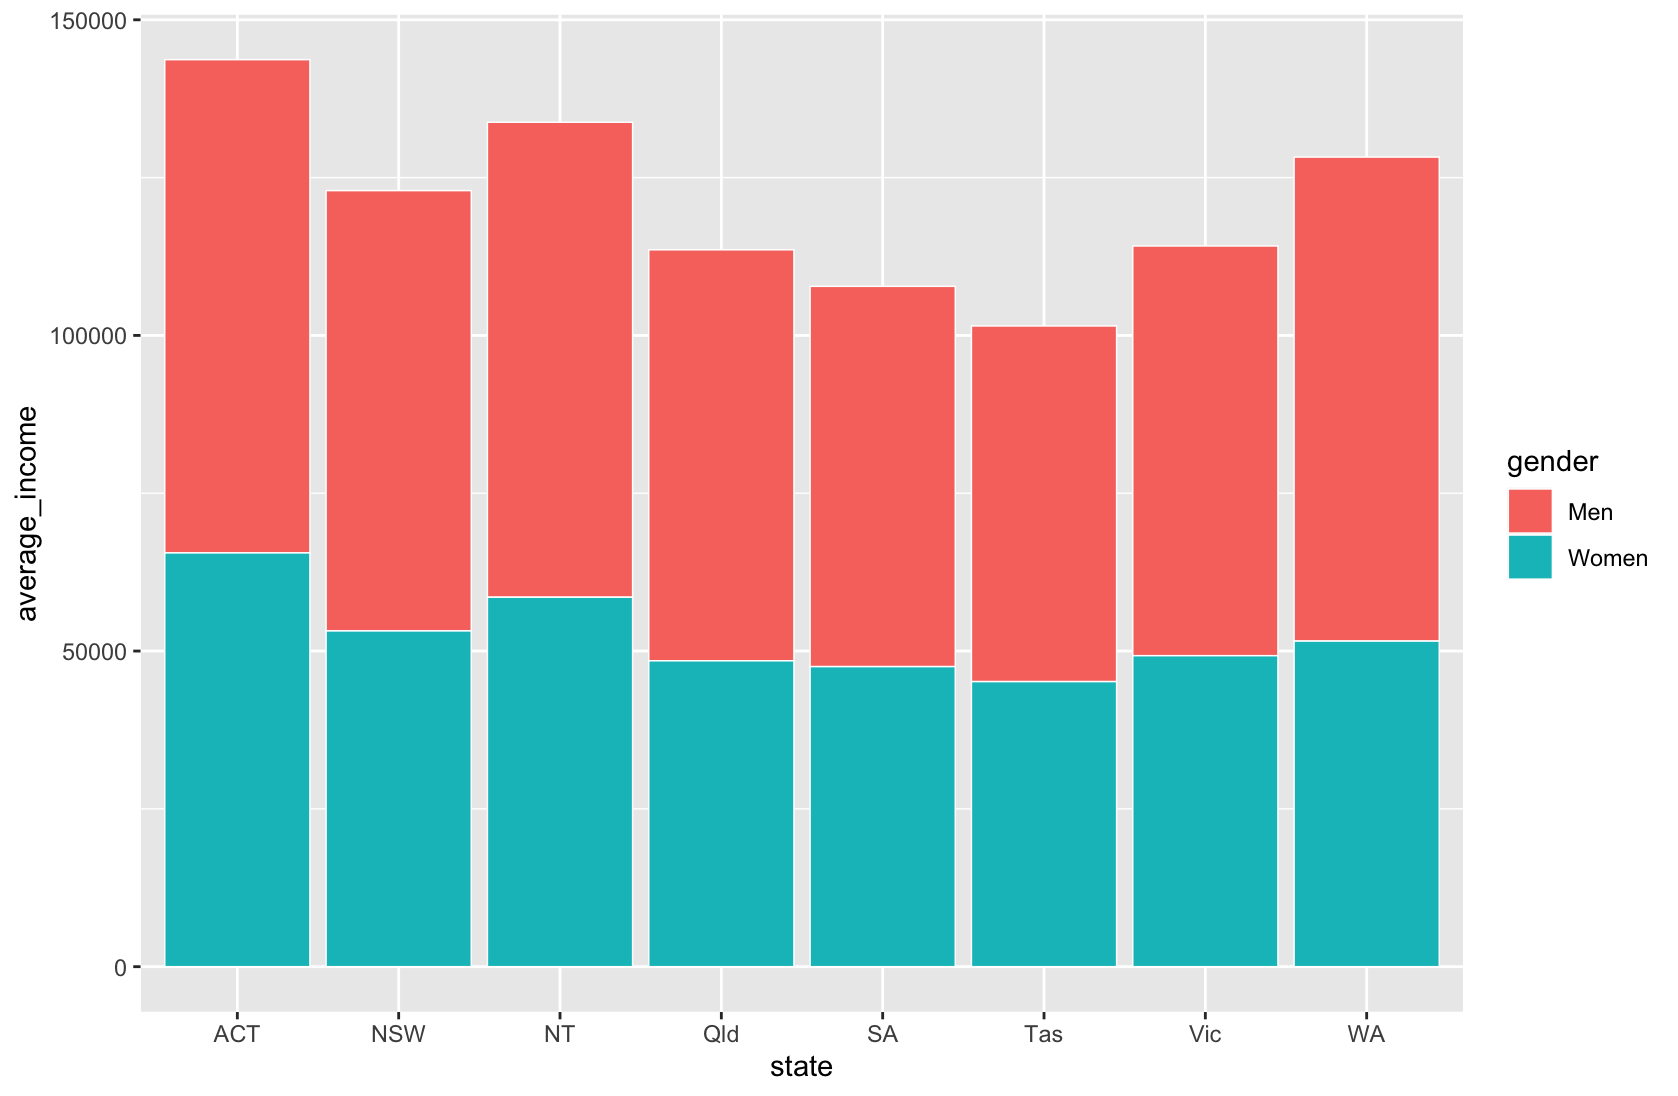 150000
100000
50000
0
average_income
ACT NSW NT Qld SA Tas Vic WA
state
gender
Men
Women